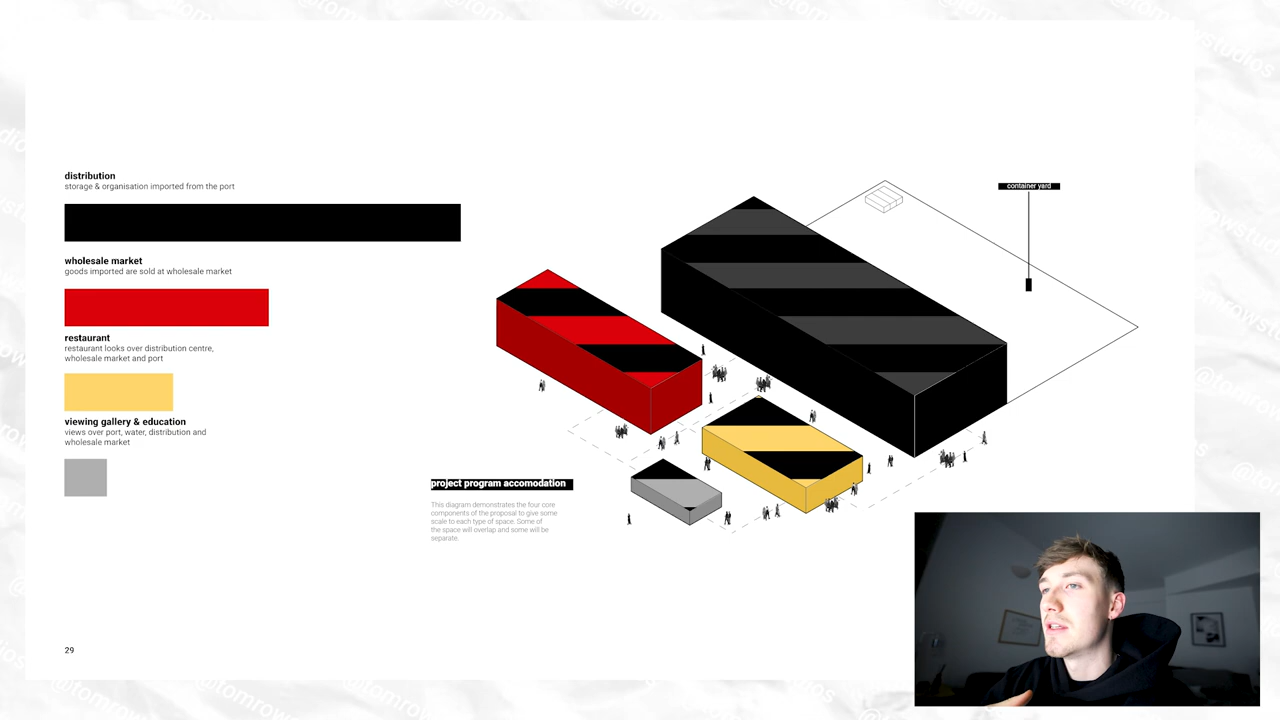 distribution
storage & organisation imported from the port
wholesale market
goods imported are sold at wholesale market
restaurant
restaurant looks over distribution centre,
wholesale market and port
viewing gallery & education
views over port, water, distribution and
wholesale market
container yard
project program accomodation
This diagram demonstrates the four core
components of the proposal to give some
scale to each type of space. Some of
the space will overlap and some will be
separate.
29
@tomrowstudios